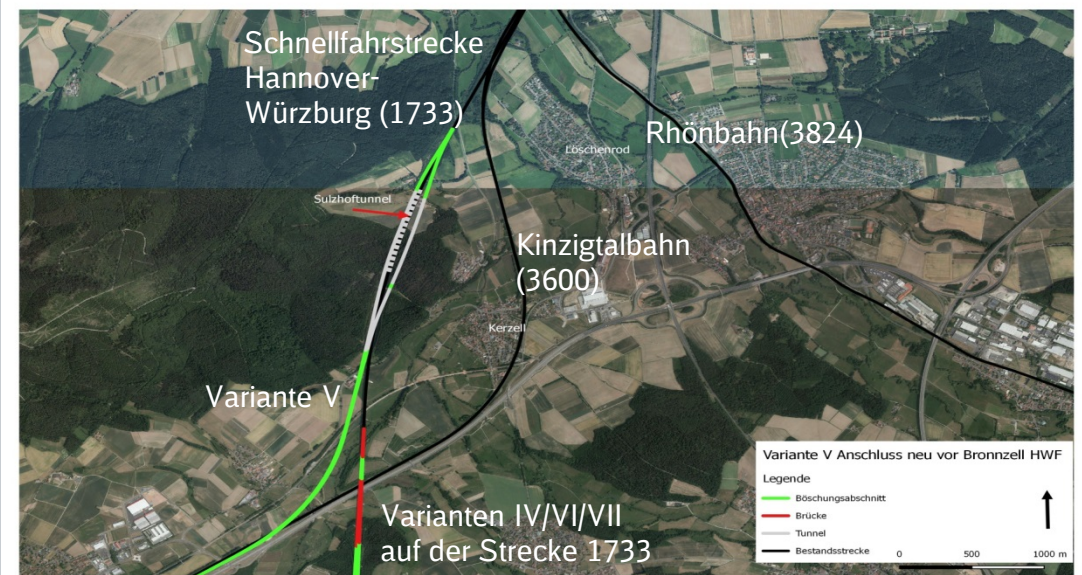 Schnellfahrstrecke
Hannover-
Würzburg (1733)
Rhönbahn(3824)
Löschenrod
Sulzhoftunnel
Kinzigtalbahn
(3600)
Kerzell
Variante V
Varianten IV/VI/VII
auf der Strecke 1733
Variante V Anschluss neu vor Bronnzell HWF
Legende
Böschungsabschnitt
Brücke
Tunnel
Bestandsstrecke
0 500 1000 m